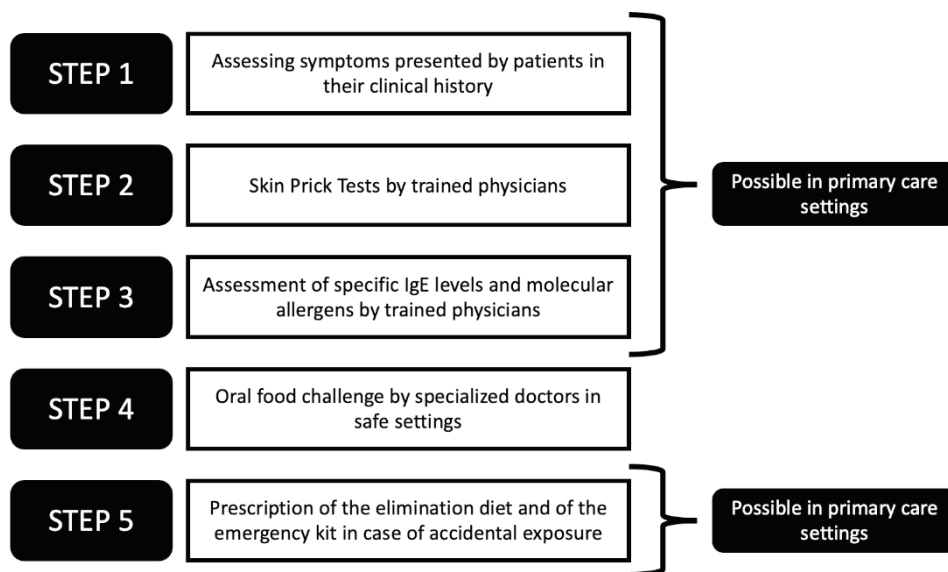 STEP 1
Assessing symptoms presented by patients in
their clinical history
STEP 2
Skin Prick Tests by trained physicians
Possible in primary care
settings
STEP 3
Assessment of specific IgE levels and molecular
allergens by trained physicians
STEP 4
Oral food challenge by specialized doctors in
safe settings
STEP 5
Prescription of the elimination diet and of the
emergency kit in case of accidental exposure
Possible in primary care
settings